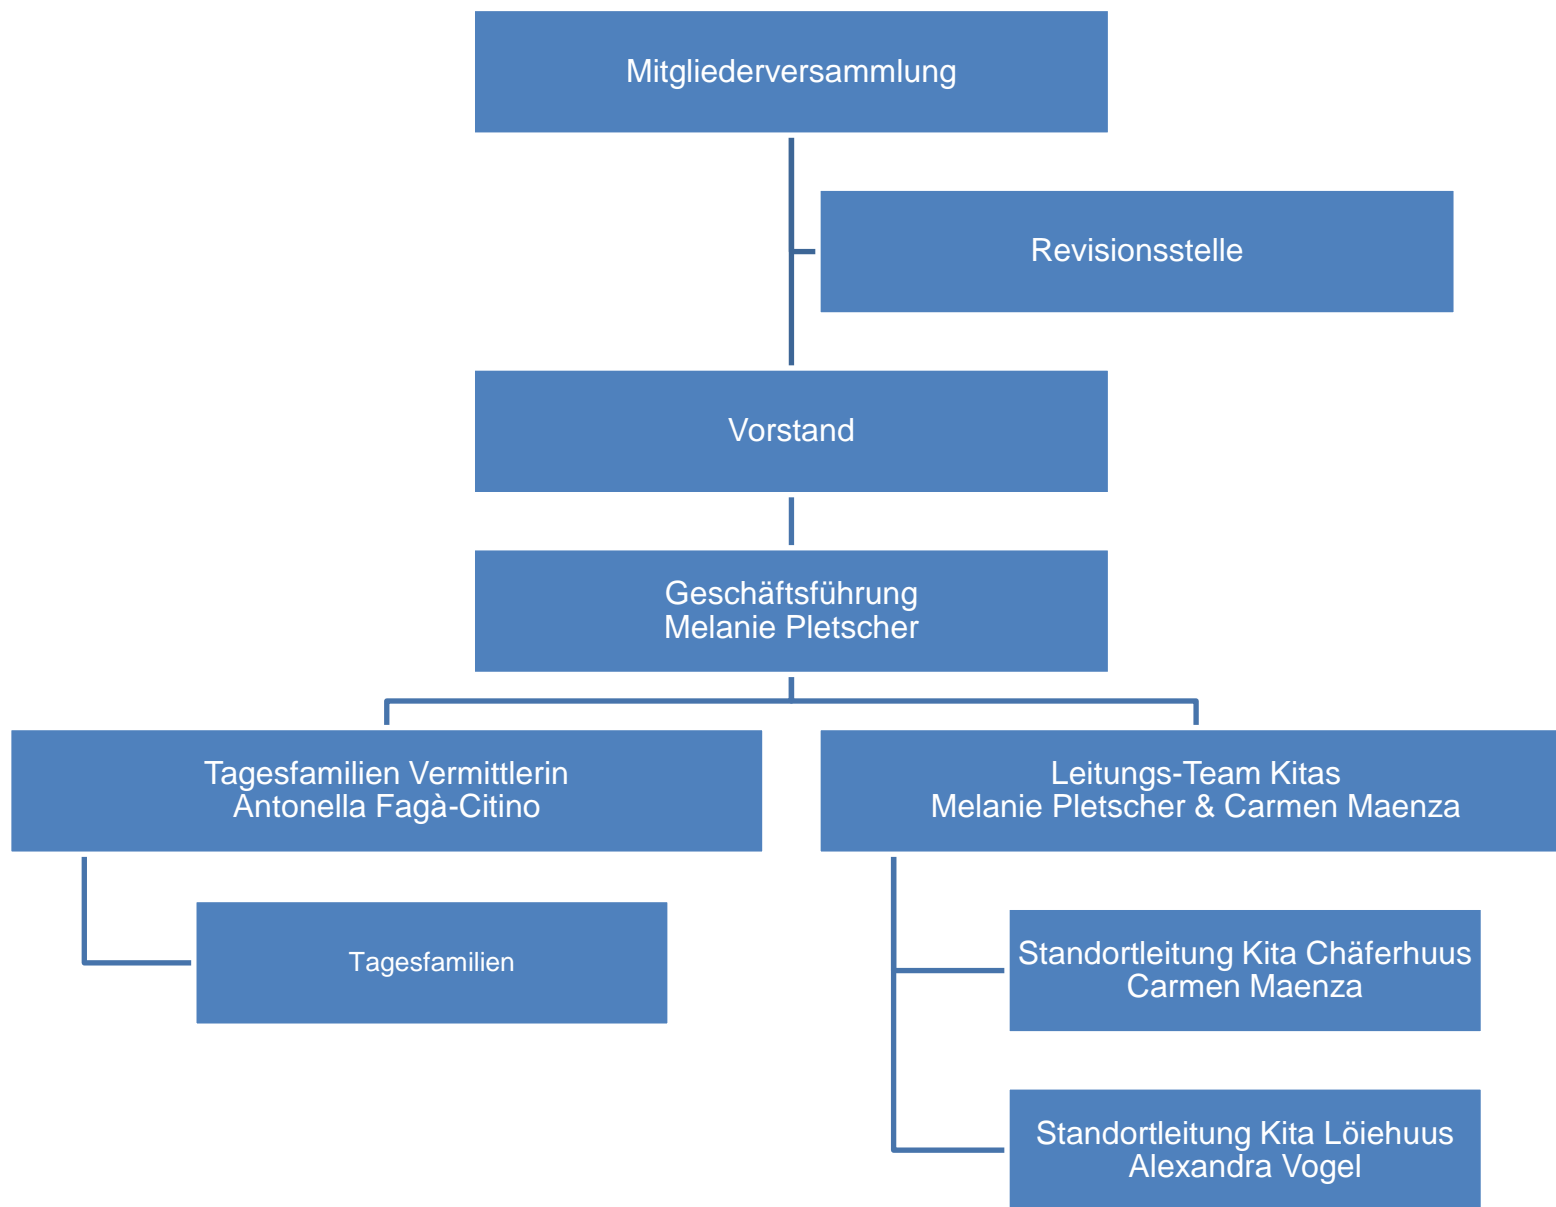 Mitgliederversammlung
Revisionsstelle
Vorstand
Geschäftsführung
Melanie Pletscher
Tagesfamilien Vermittlerin
Antonella Fagà-Citino
Leitungs-Team Kitas
Melanie Pletscher & Carmen Maenza
Tagesfamilien
Standortleitung Kita Chäferhuus
Carmen Maenza
Standortleitung Kita Löiehuus
Alexandra Vogel